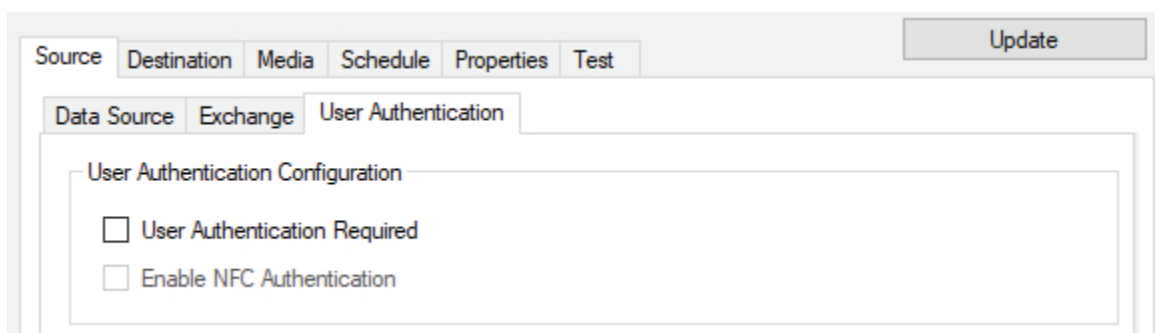 Update
Source Destination Media Schedule Properties Test
Data Source Exchange User Authentication
User Authentication Configuration
User Authentication Required
Enable NFC Authentication